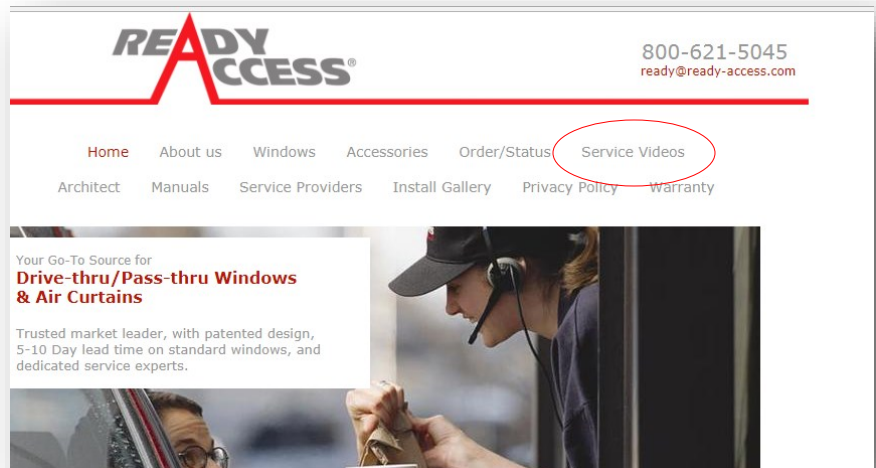 READY
ACCESS®
800-621-5045
ready@ready-access.com
Home About us Windows Accessories Order/Status Service Videos
Architect Manuals Service Providers Install Gallery Privacy Policy Warranty
Your Go-To Source for
Drive-thru/Pass-thru Windows
& Air Curtains
Trusted market leader, with patented design,
5-10 Day lead time on standard windows, and
dedicated service experts.